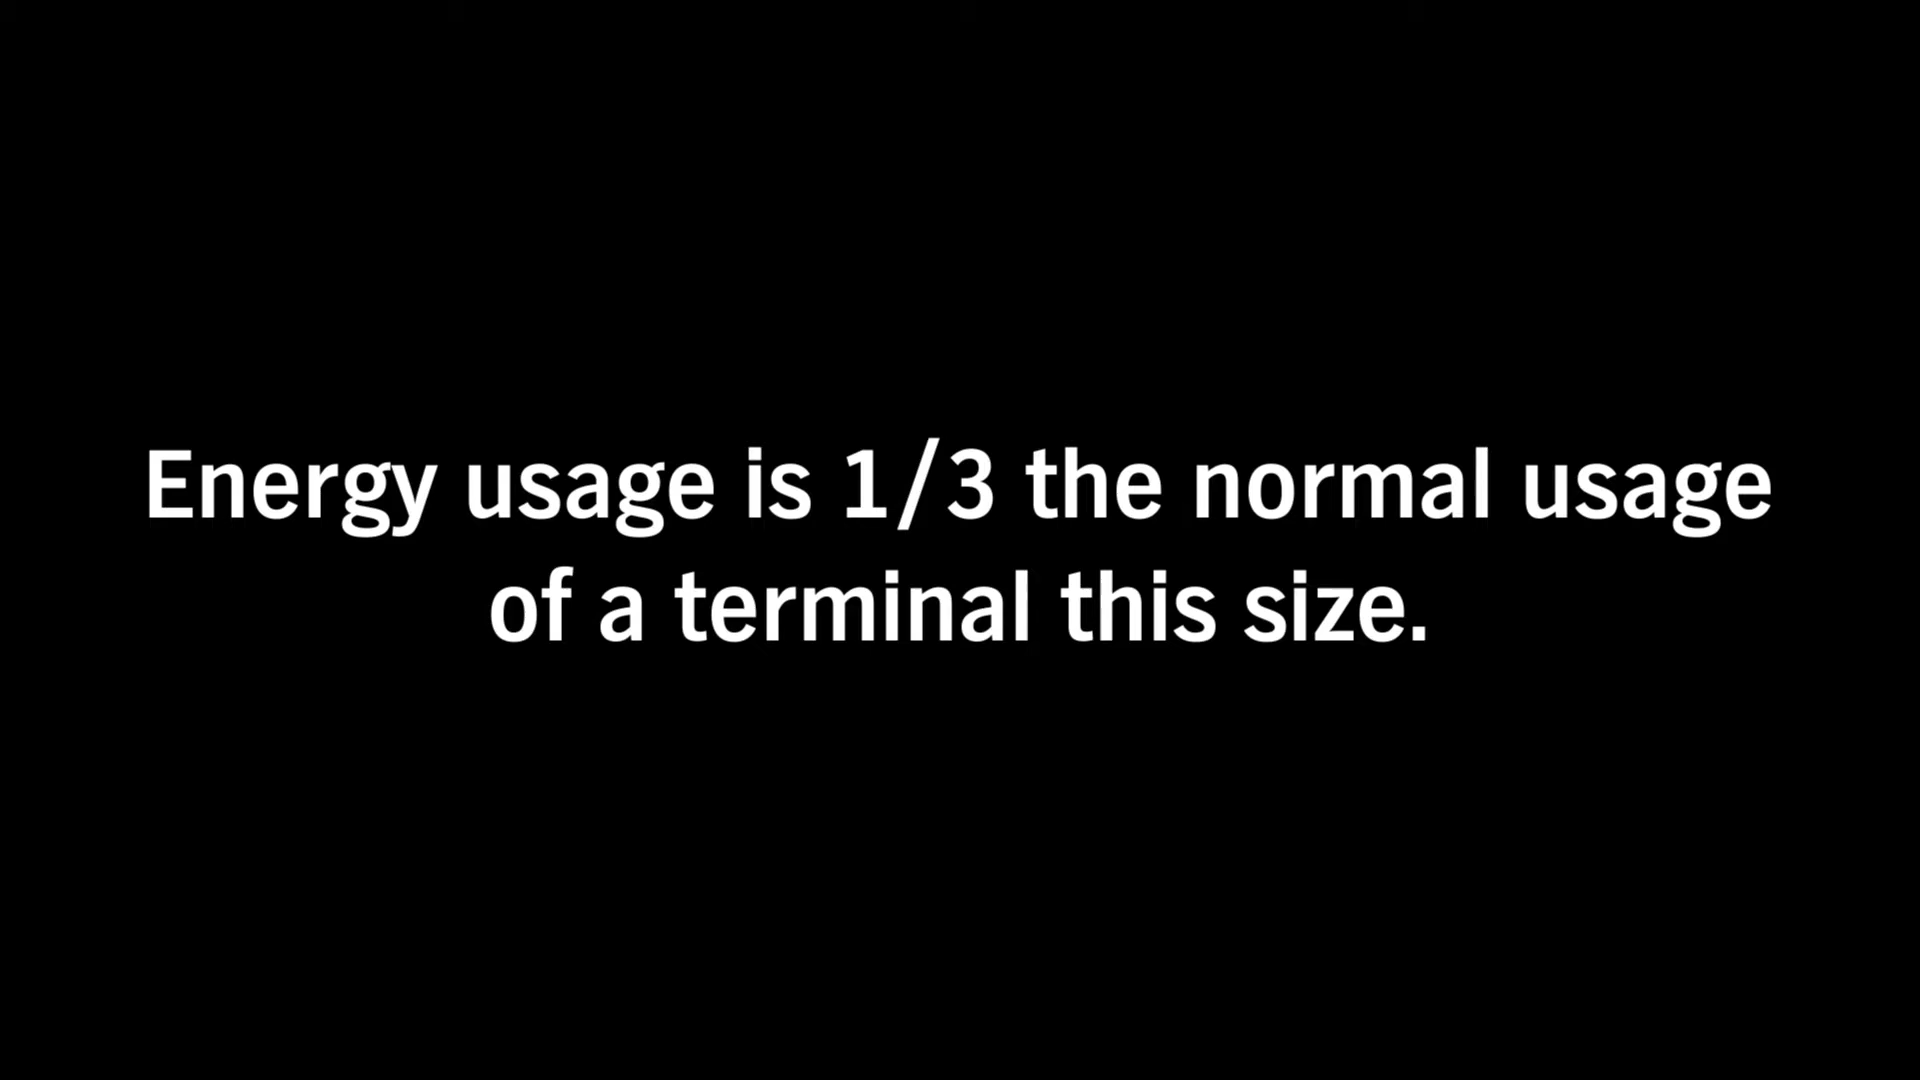 Energy usage is 1/3 the normal usage
of a terminal this size.